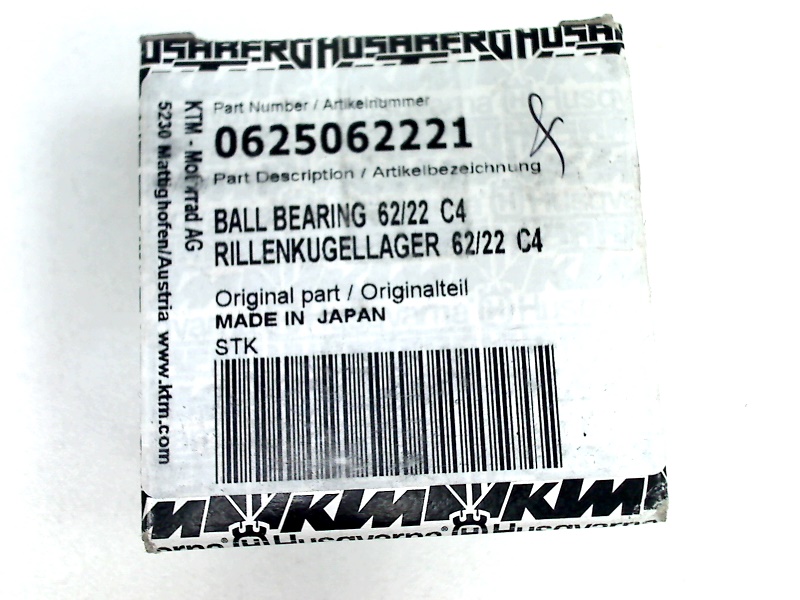 HUSABERG HUSABERG HUSA
Part Number / Artikelnummer
0625062221
Part Description / Artikelbezeichnung
BALL BEARING 62/22 C4
RILLENKUGELLAGER 62/22 C4
Original part / Originalteil
MADE IN JAPAN
STK
KTM - Motorrad AG
5230 Mattighofen/Austria www.ktm.com
KTM KTM
Husqvarna Husqvarna